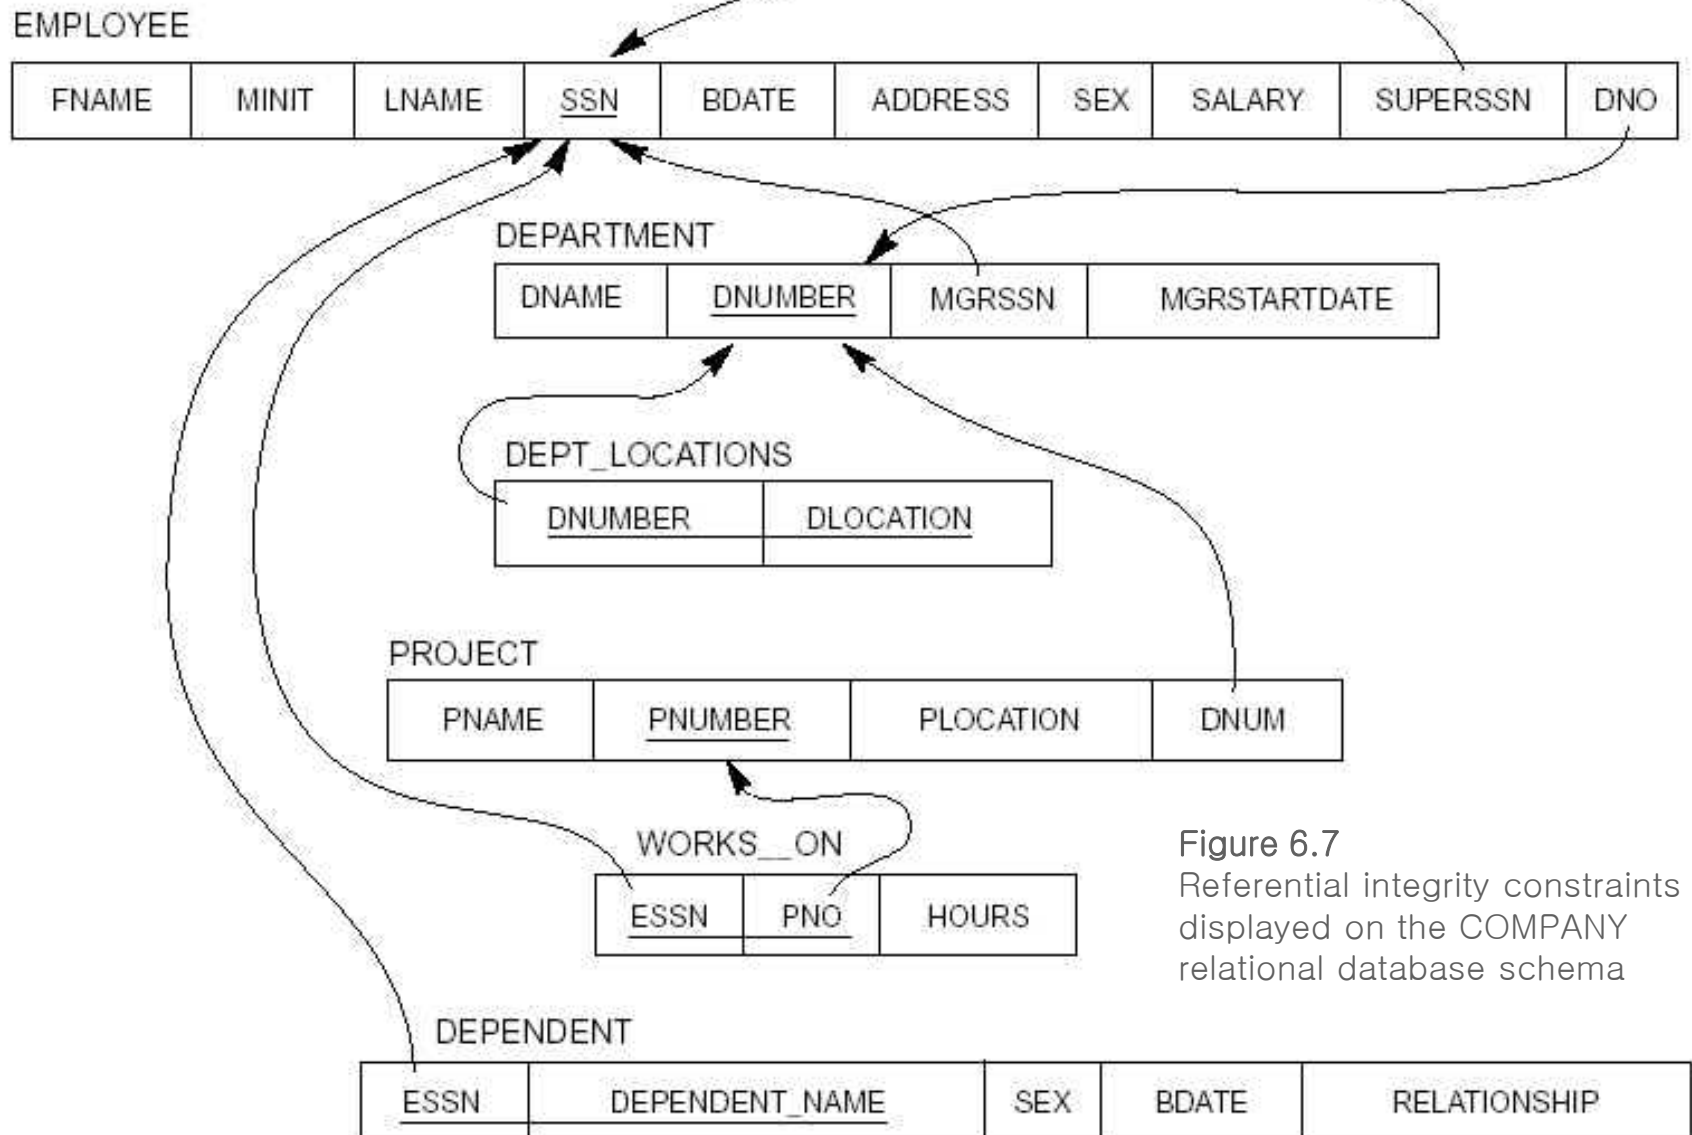 EMPLOYEE
FNAME MINIT LNAME SSN BDATE ADDRESS SEX SALARY SUPERSSN DNO
DEPARTMENT
DNAME DNUMBER MGRSSN MGRSTARTDATE
DEPT_LOCATIONS
DNUMBER DLOCATION
PROJECT
PNAME PNUMBER PLOCATION DNUM
WORKS__ON
ESSN PNO HOURS
Figure 6.7
Referential integrity constraints
displayed on the COMPANY
relational database schema
DEPENDENT
ESSN DEPENDENT_NAME SEX BDATE RELATIONSHIP